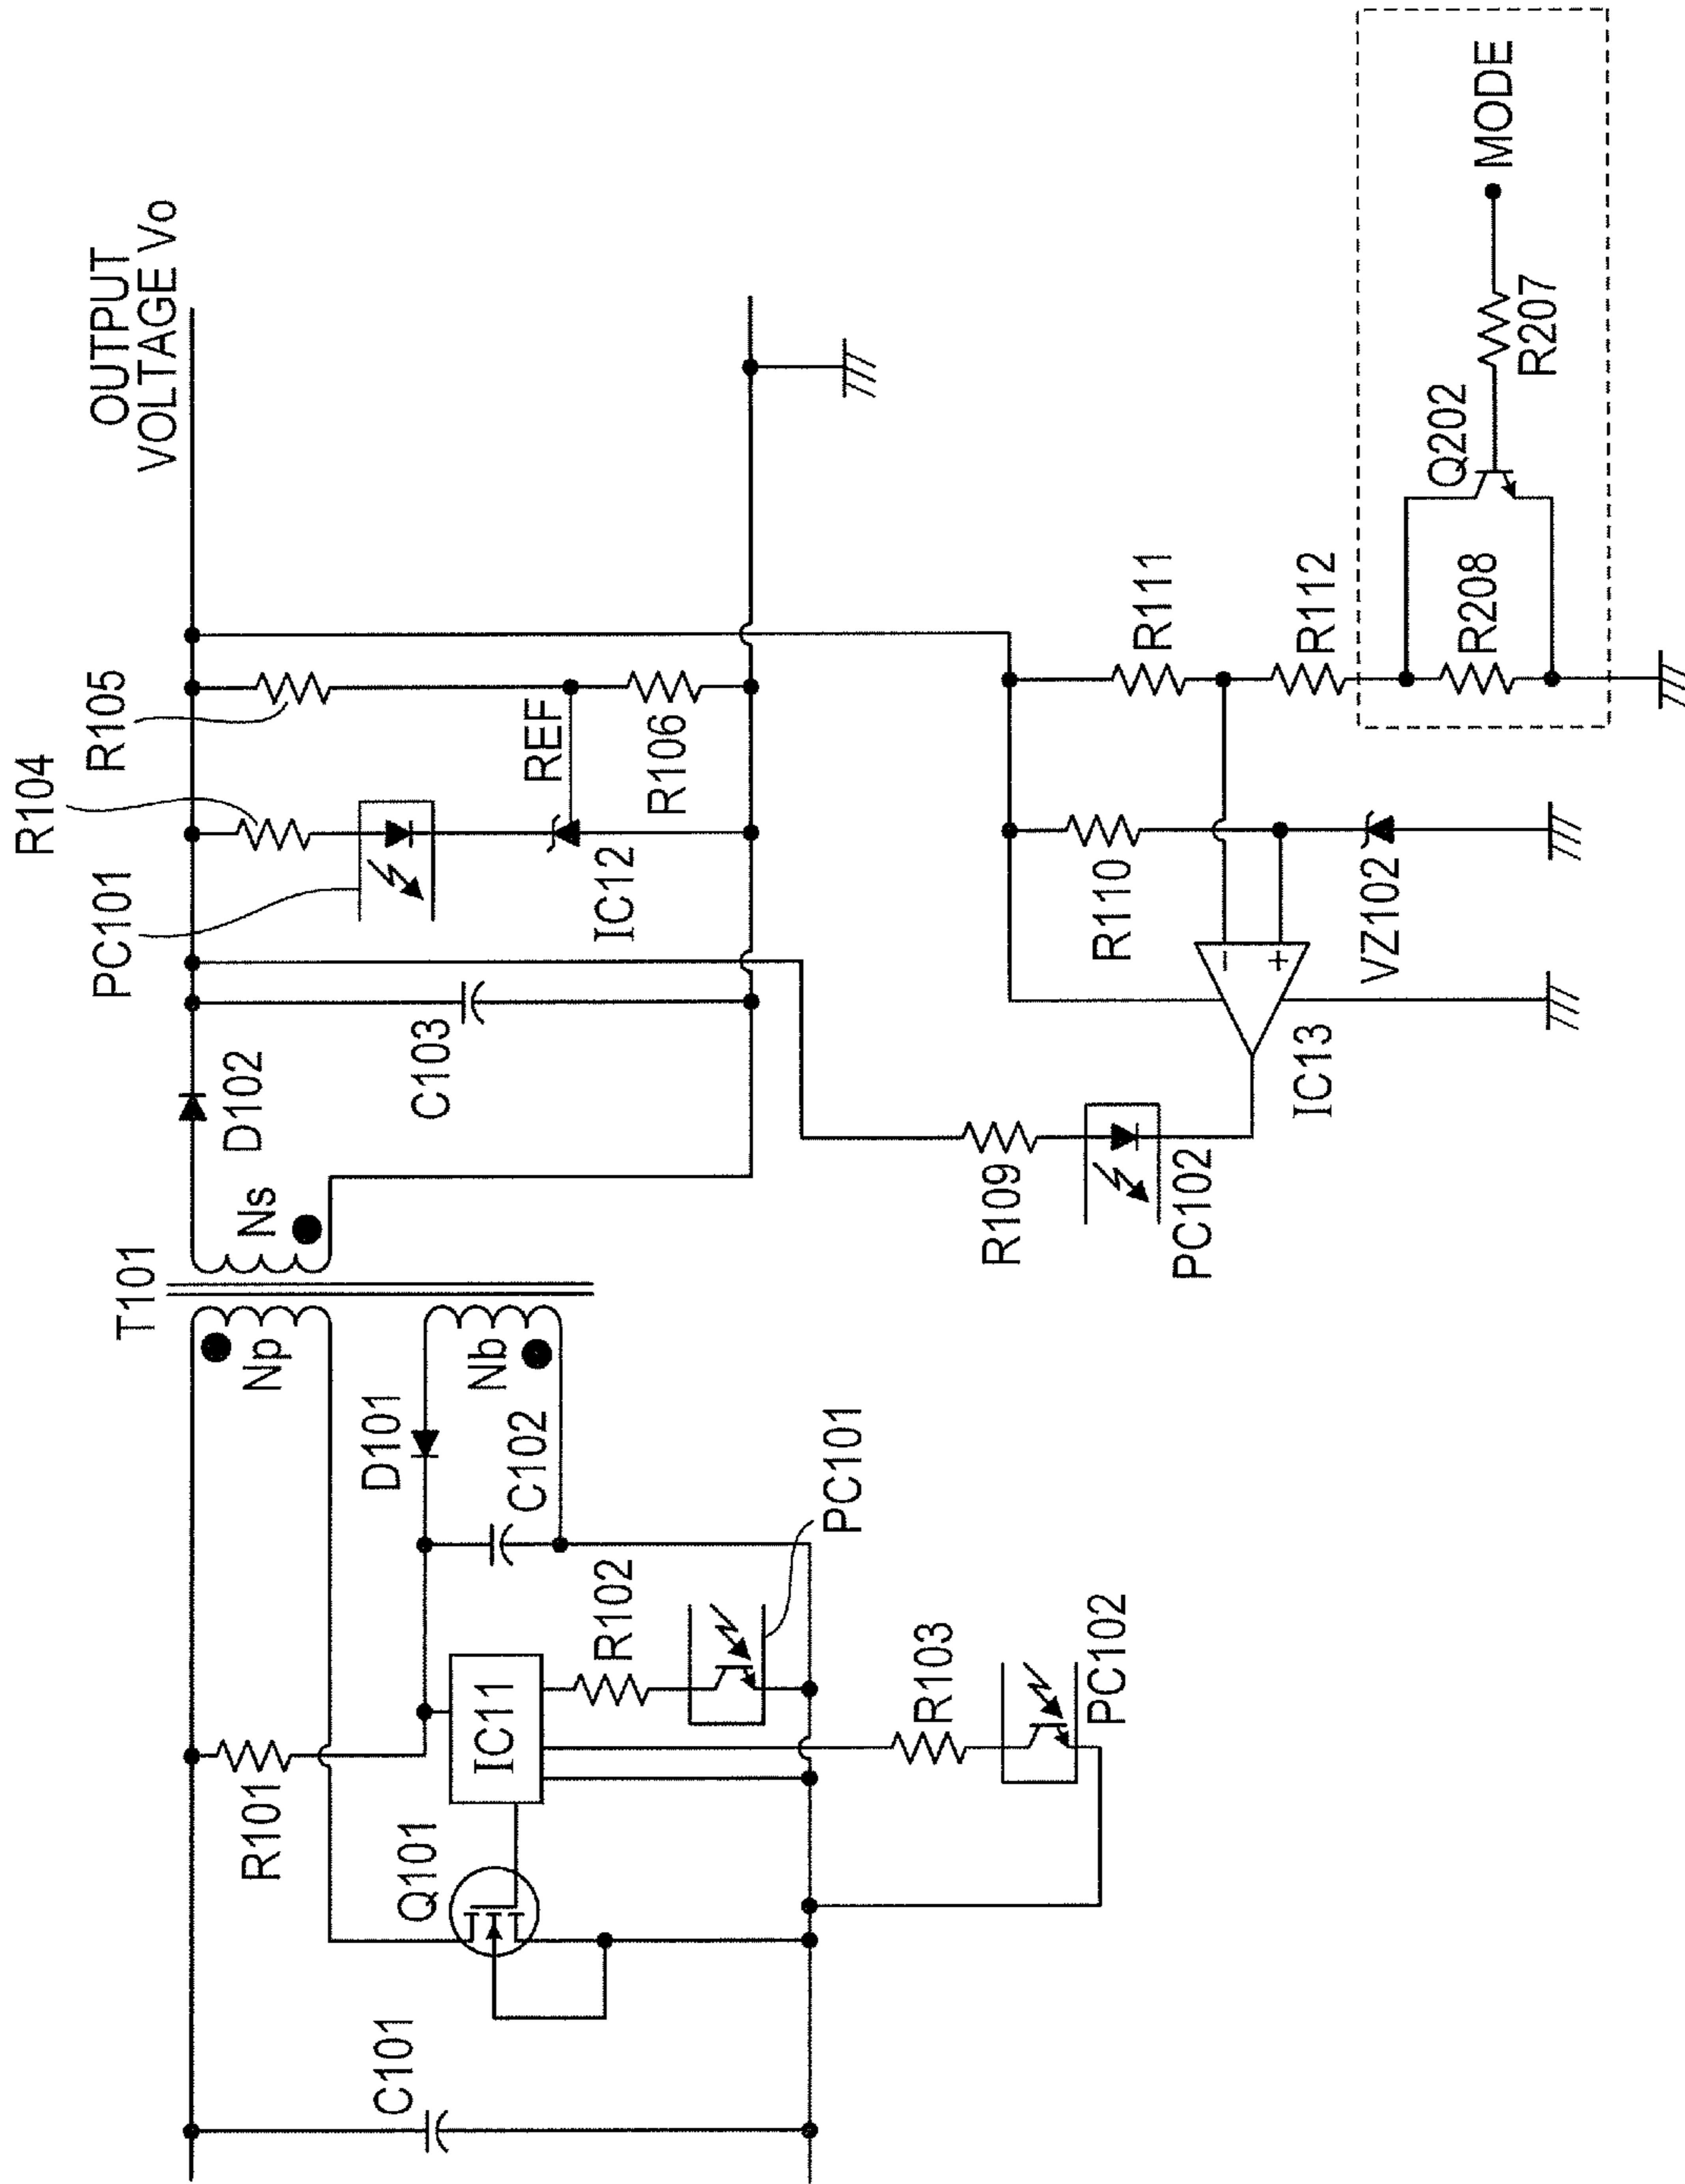 OUTPUT
VOLTAGE Vo
R104
R105
PC101
T101
Np
Ns
D102
C103
REF
IC12
R106
R101
D101
Nb
C102
C101
Q101
IC11
R102
PC101
R103
PC102
R109
PC102
IC13
−
+
R110
VZ102
R111
R112
R208
Q202
R207
MODE